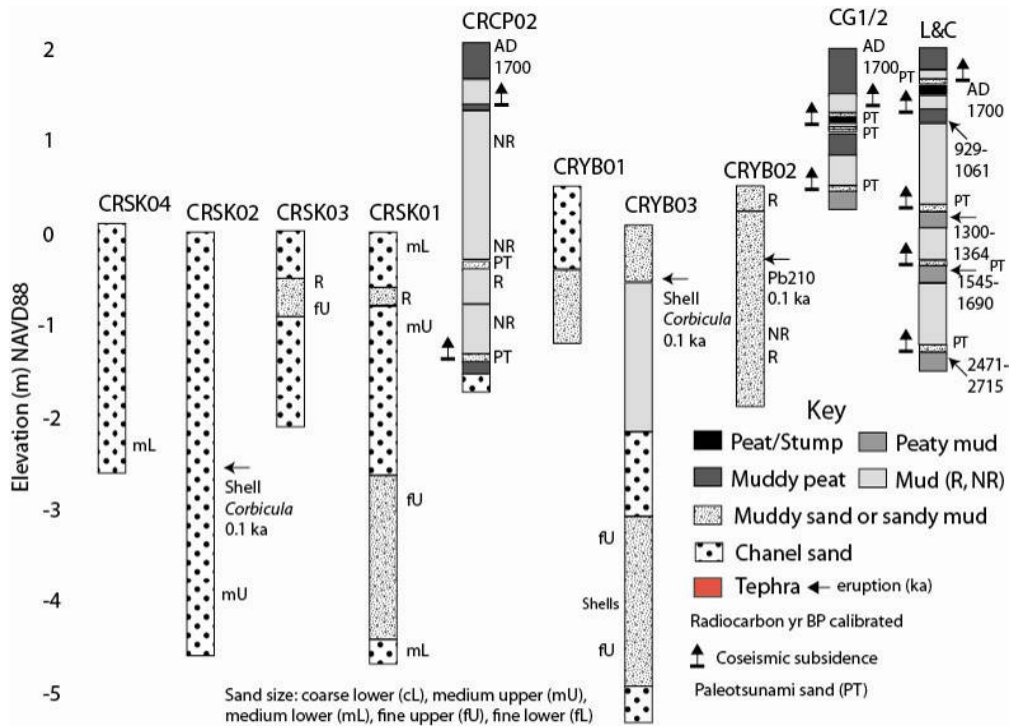 Elevation (m) NAVD88
2
1
0
-1
-2
-3
-4
-5
CRSK04
mL
CRSK02
Shell
Corbicula
0.1 ka
mU
CRSK03
R
fU
CRSK01
mL
R
mU
fU
mL
CRCP02
AD
1700
NR
NR
PT
R
NR
PT
CRYB01
CRYB03
Shell
Corbicula
0.1 ka
fU
Shells
fU
CRYB02
R
Pb210
0.1 ka
NR
R
CG1/2
AD
1700
PT
PT
PT
L&C
PT
AD
1700
929-
1061
PT
1300-
1364
PT
1545-
1690
PT
2471-
2715
Key
Peat/Stump
Peaty mud
Muddy peat
Mud (R, NR)
Muddy sand or sandy mud
Chanel sand
Tephra
eruption (ka)
Radiocarbon yr BP calibrated
Coseismic subsidence
Paleotsunami sand (PT)
Sand size: coarse lower (cL), medium upper (mU),
medium lower (mL), fine upper (fU), fine lower (fL)